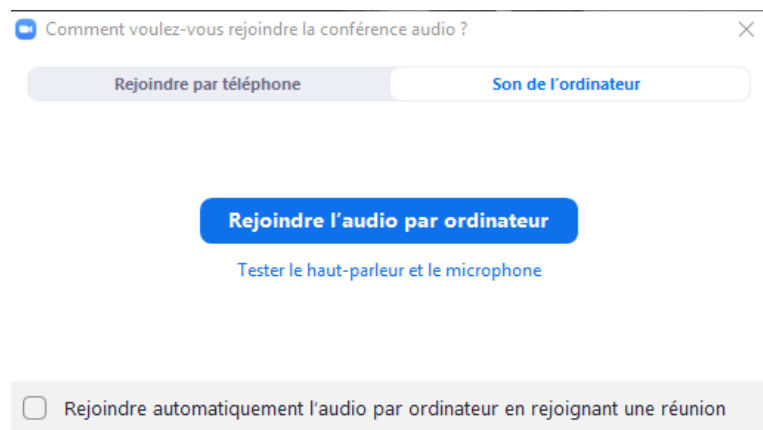 Comment voulez-vous rejoindre la conférence audio ?
Rejoindre par téléphone
Son de l'ordinateur
Rejoindre l'audio par ordinateur
Tester le haut-parleur et le microphone
Rejoindre automatiquement l'audio par ordinateur en rejoignant une réunion